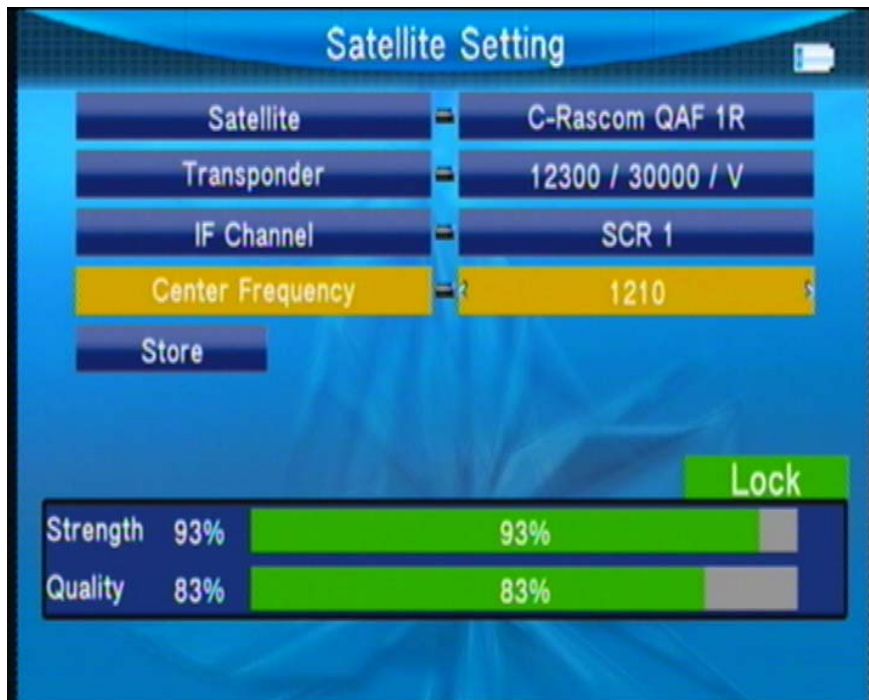 Satellite Setting
Satellite C-Rascom QAF 1R
Transponder 12300 / 30000 / V
IF Channel SCR 1
Center Frequency 1210
Store
Lock
Strength 93% 93%
Quality 83% 83%